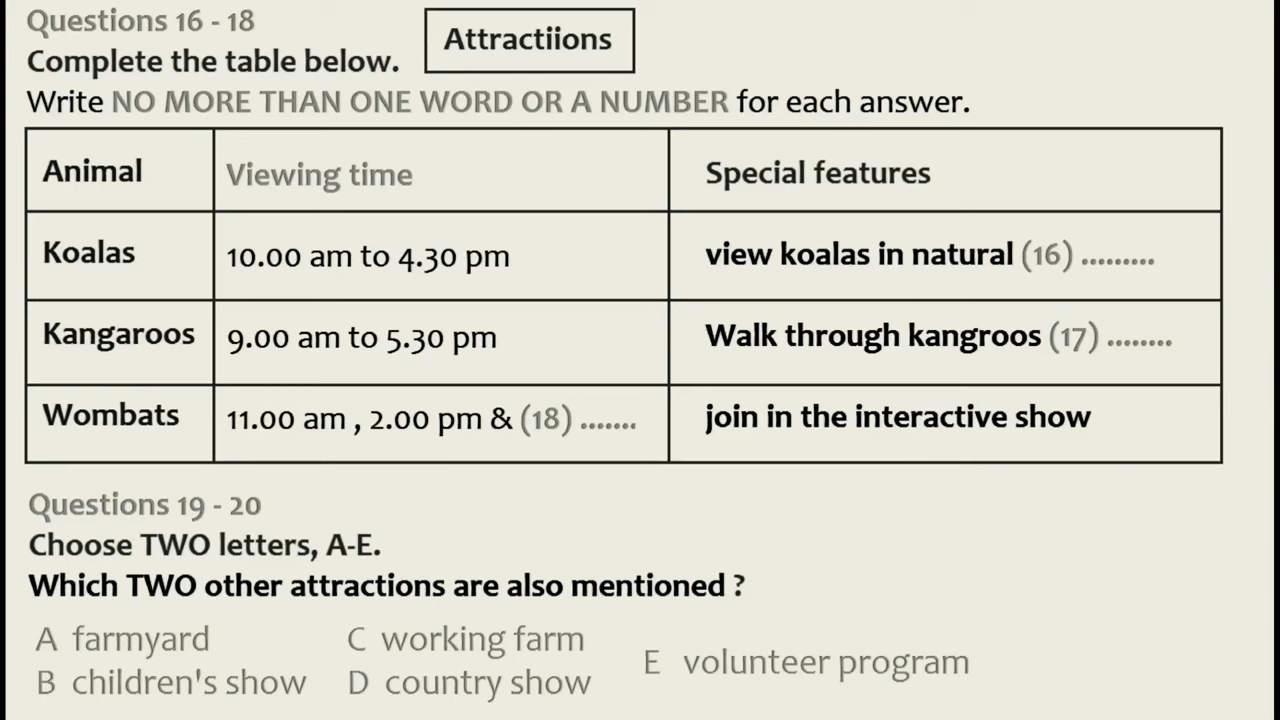 Questions 16 - 18
Attractiions
Complete the table below.
Write NO MORE THAN ONE WORD OR A NUMBER for each answer.
Animal Viewing time Special features
Koalas 10.00 am to 4.30 pm view koalas in natural (16) .........
Kangaroos 9.00 am to 5.30 pm Walk through kangroos (17) ........
Wombats 11.00 am , 2.00 pm & (18) ....... join in the interactive show
Questions 19 - 20
Choose TWO letters, A-E.
Which TWO other attractions are also mentioned ?
A farmyard C working farm E volunteer program
B children's show D country show